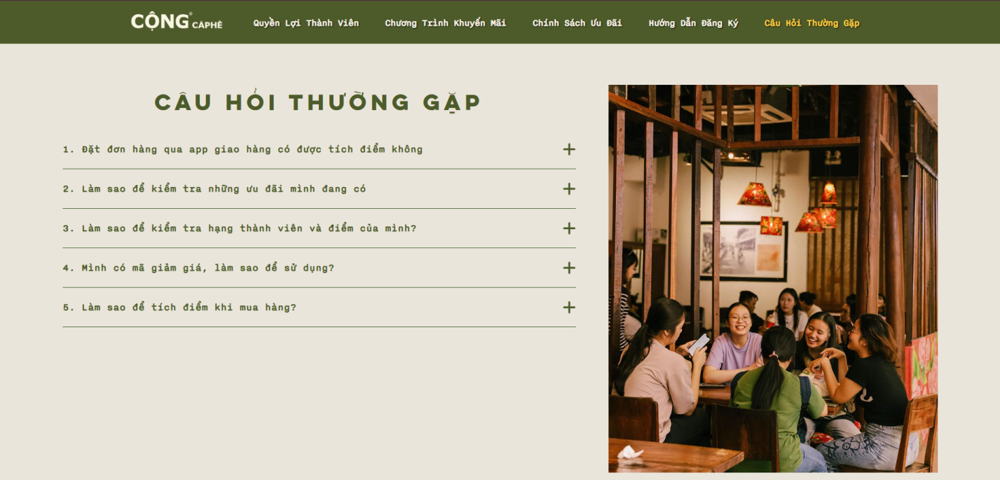 CỘNG® CÀPHÊ
Quyền Lợi Thành Viên
Chương Trình Khuyến Mãi
Chính Sách Ưu Đãi
Hướng Dẫn Đăng Ký
Câu Hỏi Thường Gặp
CÂU HỎI THƯỜNG GẶP
1. Đặt đơn hàng qua app giao hàng có được tích điểm không
2. Làm sao để kiểm tra những ưu đãi mình đang có
3. Làm sao để kiểm tra hạng thành viên và điểm của mình?
4. Mình có mã giảm giá, làm sao để sử dụng?
5. Làm sao để tích điểm khi mua hàng?